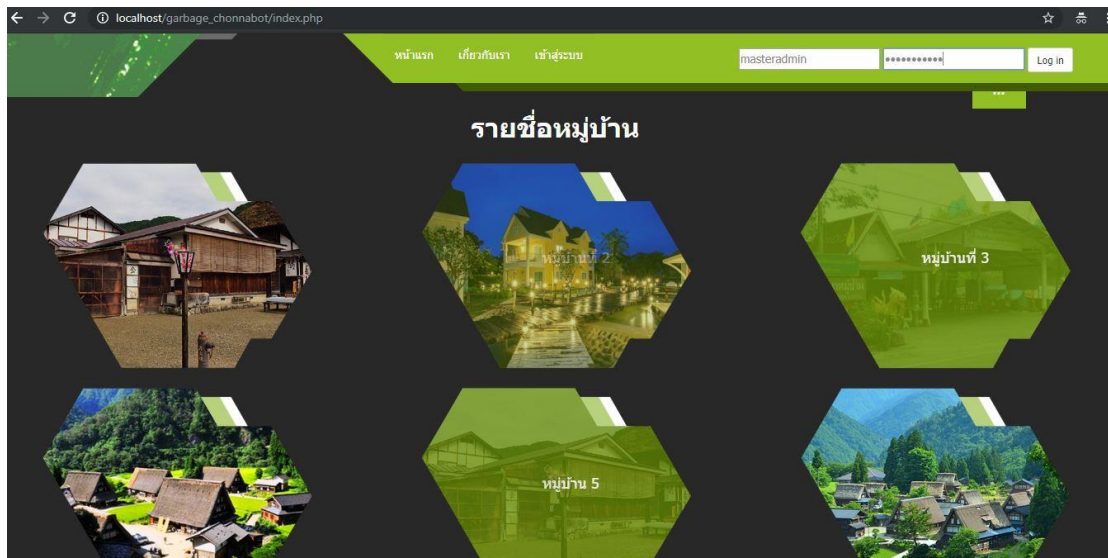 localhost/garbage_chonnabot/index.php
หน้าแรก เกี่ยวกับเรา เข้าสู่ระบบ masteradmin ••••••••••• Log in
...
รายชื่อหมู่บ้าน
หมู่บ้านที่ 2
หมู่บ้านที่ 3
หมู่บ้าน 5